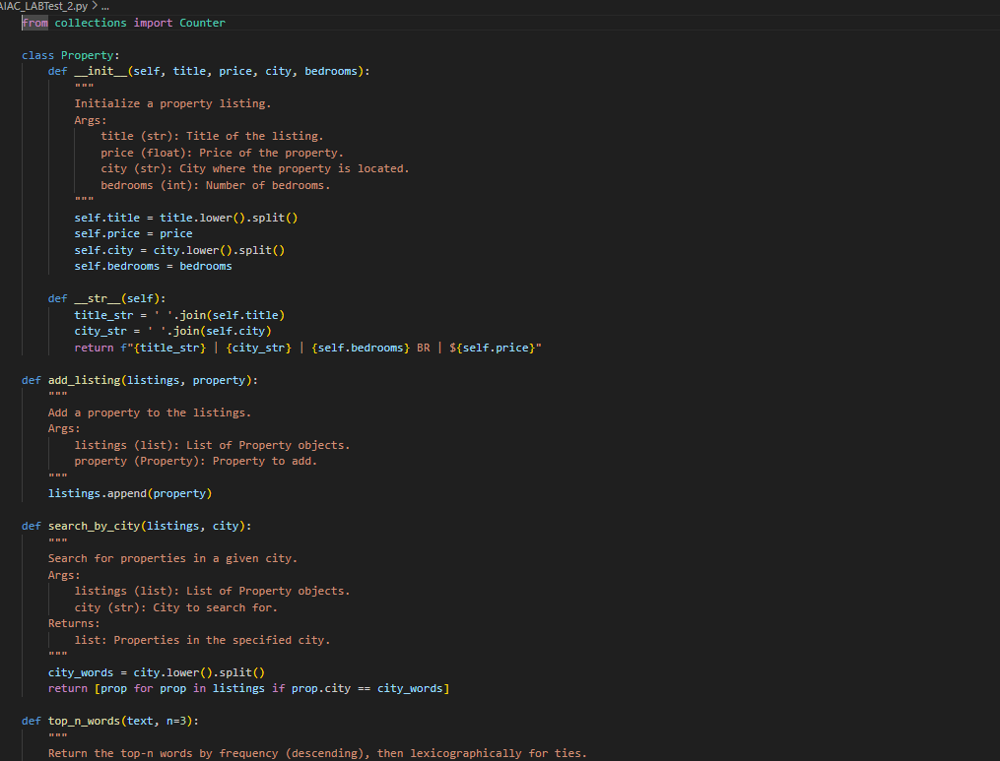 AIAC_LABTest_2.py > ...
from collections import Counter
class Property:
    def __init__(self, title, price, city, bedrooms):
        """
        Initialize a property listing.
        Args:
            title (str): Title of the listing.
            price (float): Price of the property.
            city (str): City where the property is located.
            bedrooms (int): Number of bedrooms.
        """
        self.title = title.lower().split()
        self.price = price
        self.city = city.lower().split()
        self.bedrooms = bedrooms
    def __str__(self):
        title_str = ' '.join(self.title)
        city_str = ' '.join(self.city)
        return f"{title_str} | {city_str} | {self.bedrooms} BR | ${self.price}"
def add_listing(listings, property):
    """
    Add a property to the listings.
    Args:
        listings (list): List of Property objects.
        property (Property): Property to add.
    """
    listings.append(property)
def search_by_city(listings, city):
    """
    Search for properties in a given city.
    Args:
        listings (list): List of Property objects.
        city (str): City to search for.
    Returns:
        list: Properties in the specified city.
    """
    city_words = city.lower().split()
    return [prop for prop in listings if prop.city == city_words]
def top_n_words(text, n=3):
    """
    Return the top-n words by frequency (descending), then lexicographically for ties.